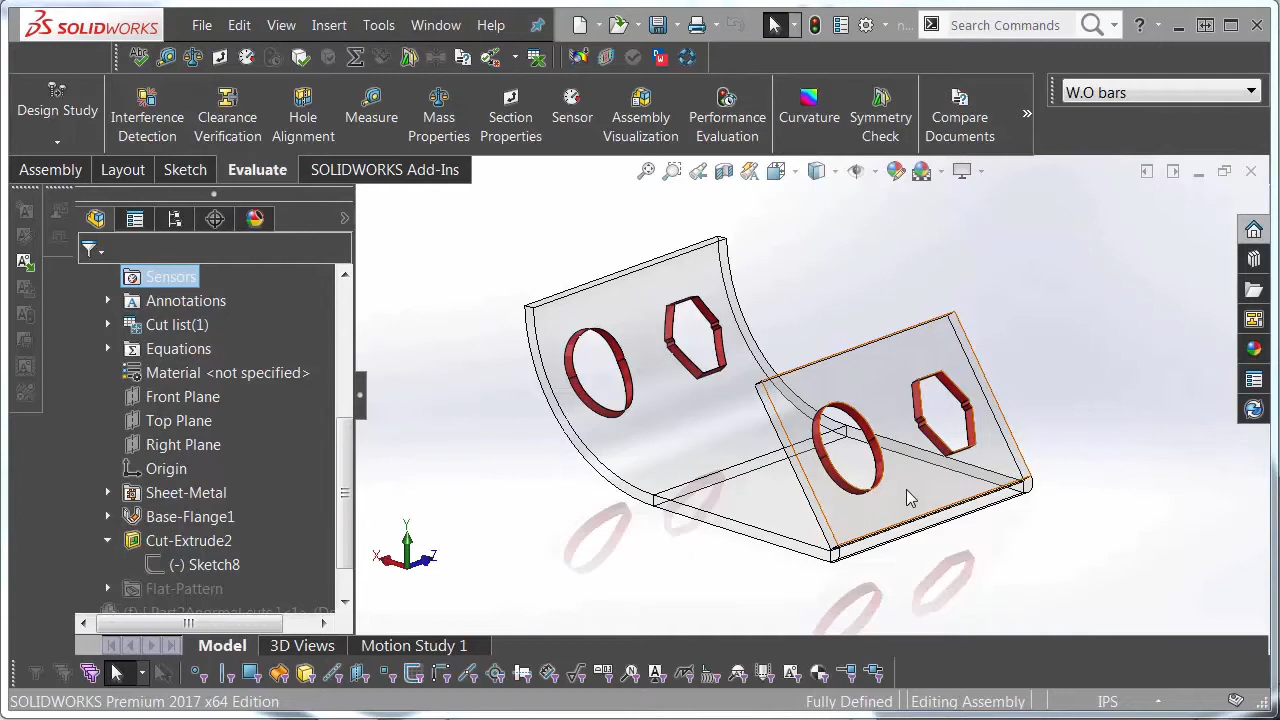 SOLIDWORKS File Edit View Insert Tools Window Help n... Search Commands ?
W.O bars
Design Study Interference Detection Clearance Verification Hole Alignment Measure Mass Properties Section Properties Sensor Assembly Visualization Performance Evaluation Curvature Symmetry Check Compare Documents »
Assembly Layout Sketch Evaluate SOLIDWORKS Add-Ins
Sensors
Annotations
Cut list(1)
Equations
Material <not specified>
Front Plane
Top Plane
Right Plane
Origin
Sheet-Metal
Base-Flange1
Cut-Extrude2
(-) Sketch8
Flat-Pattern
Y
X Z
Model 3D Views Motion Study 1
SOLIDWORKS Premium 2017 x64 Edition Fully Defined Editing Assembly IPS